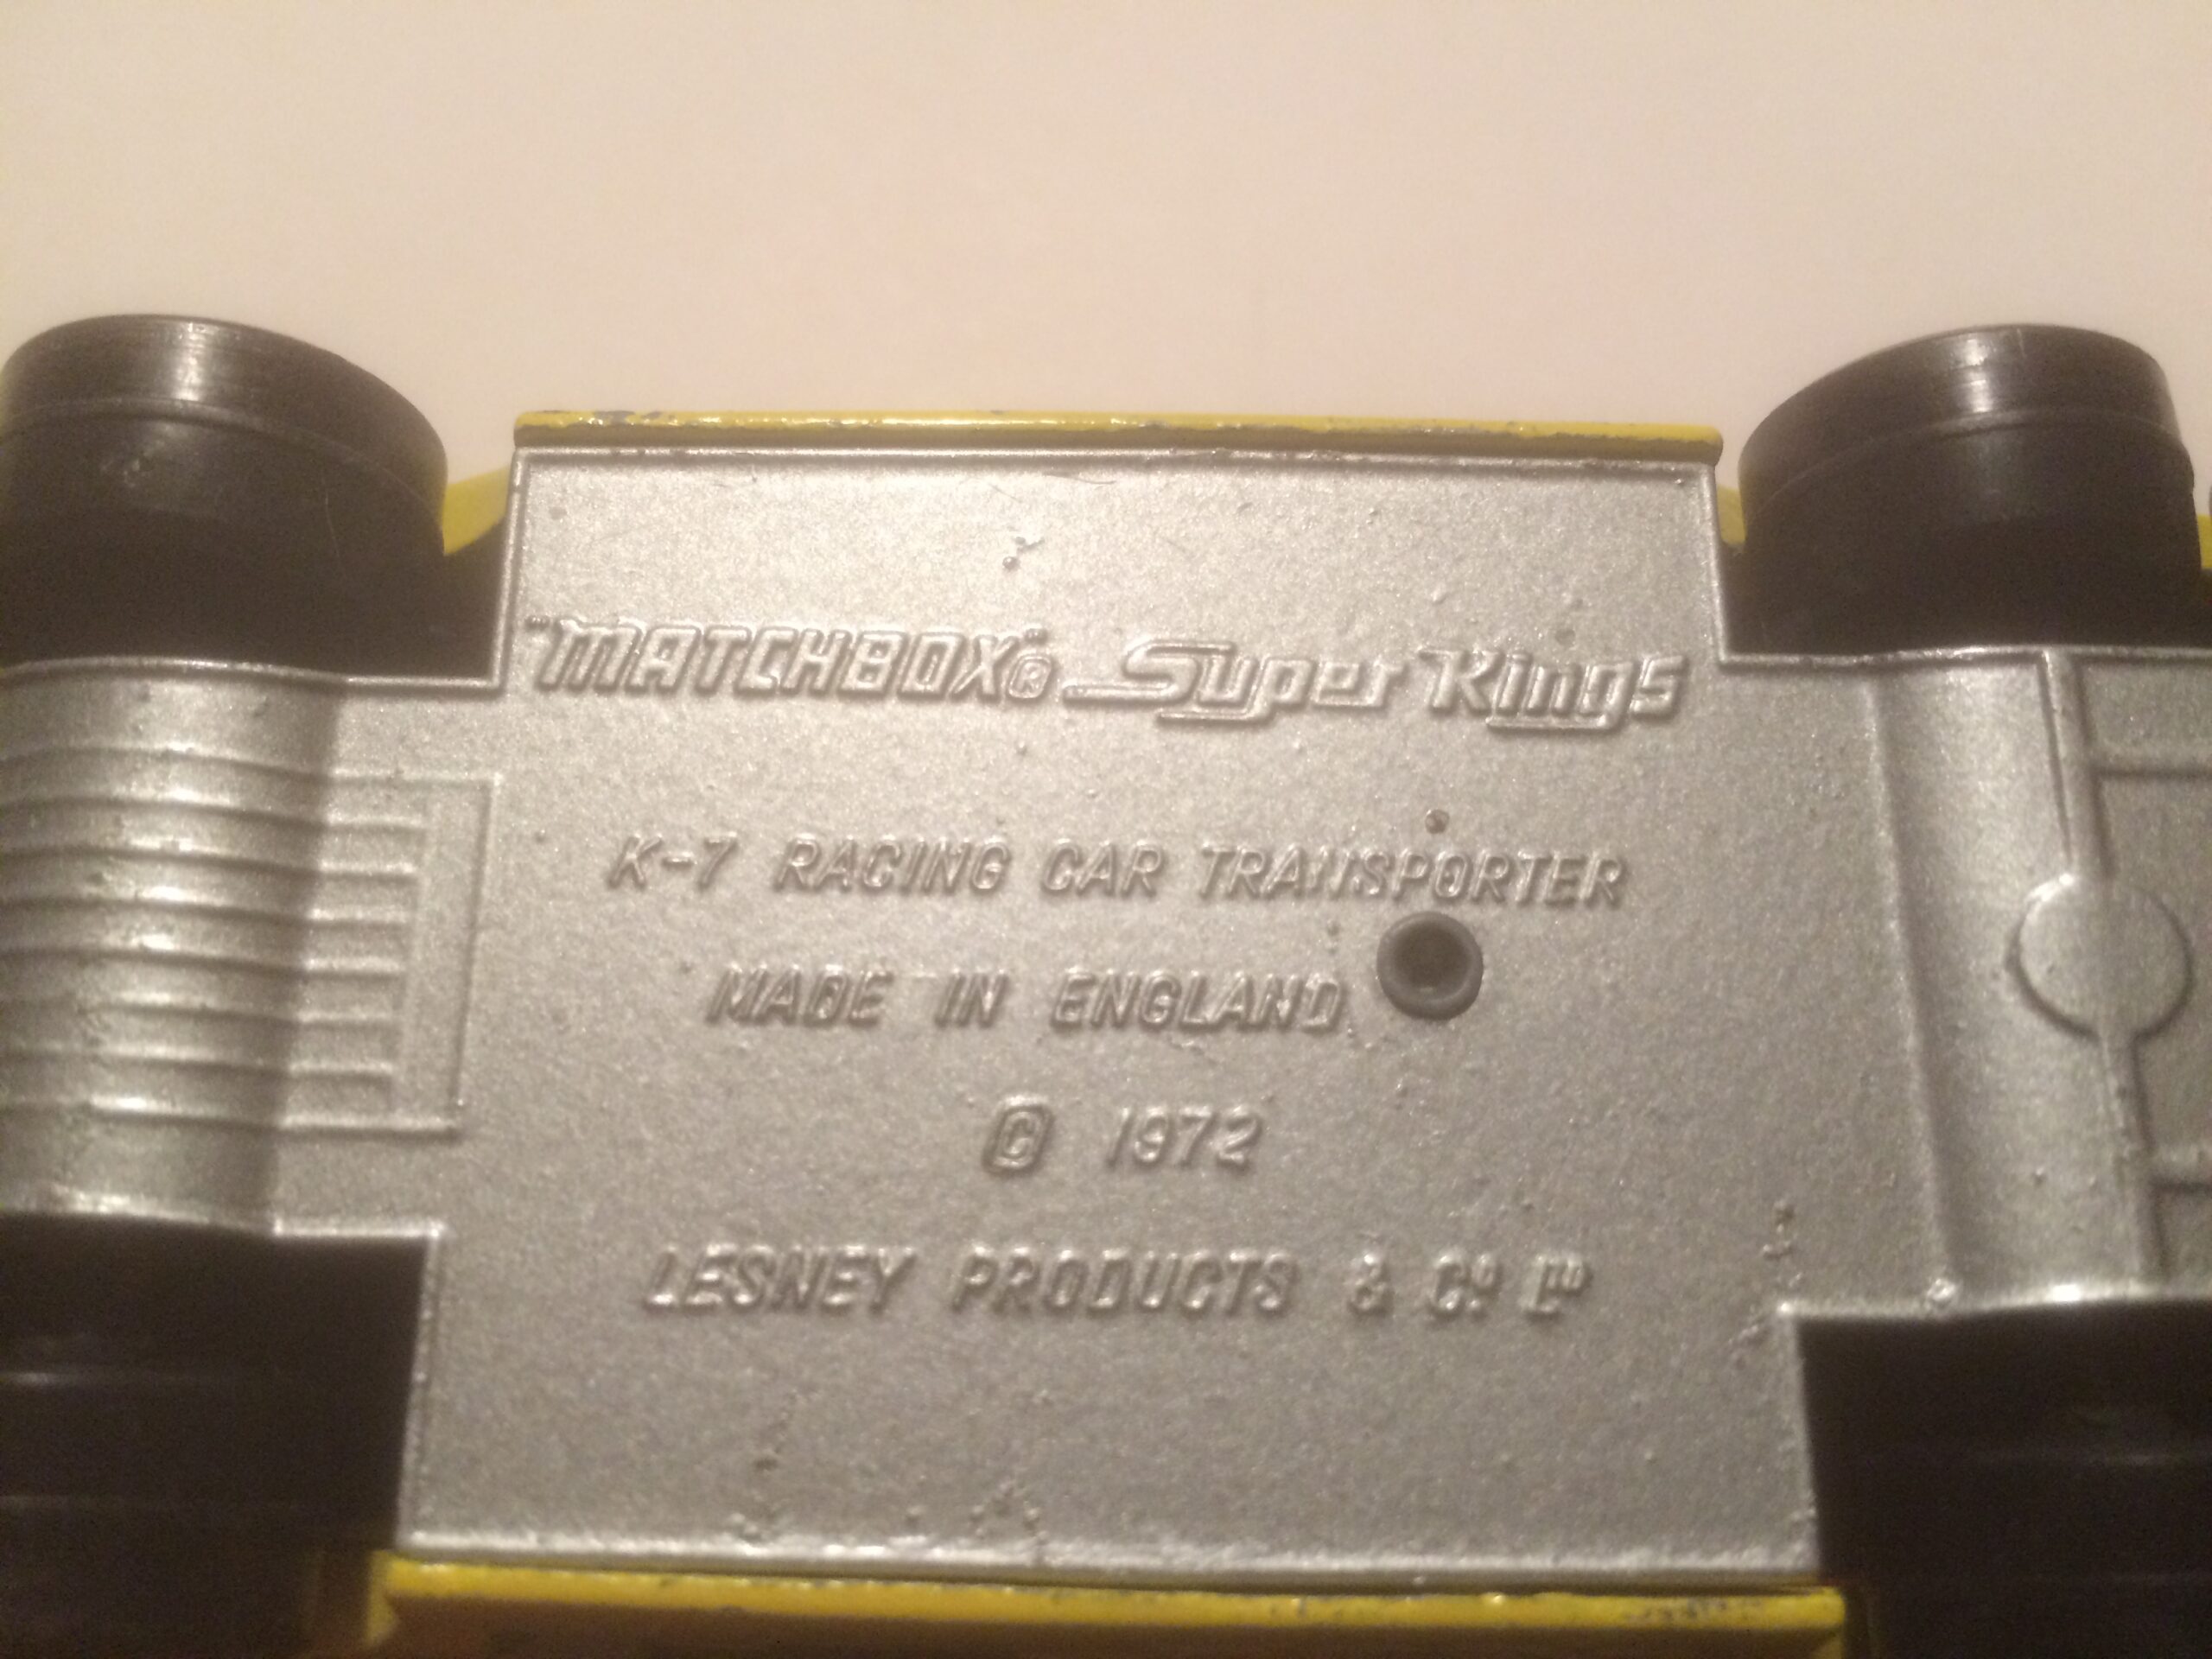 "MATCHBOX"® Super Kings
K-7 RACING CAR TRANSPORTER
MADE IN ENGLAND
© 1972
LESNEY PRODUCTS & Cº Lᵀᴰ